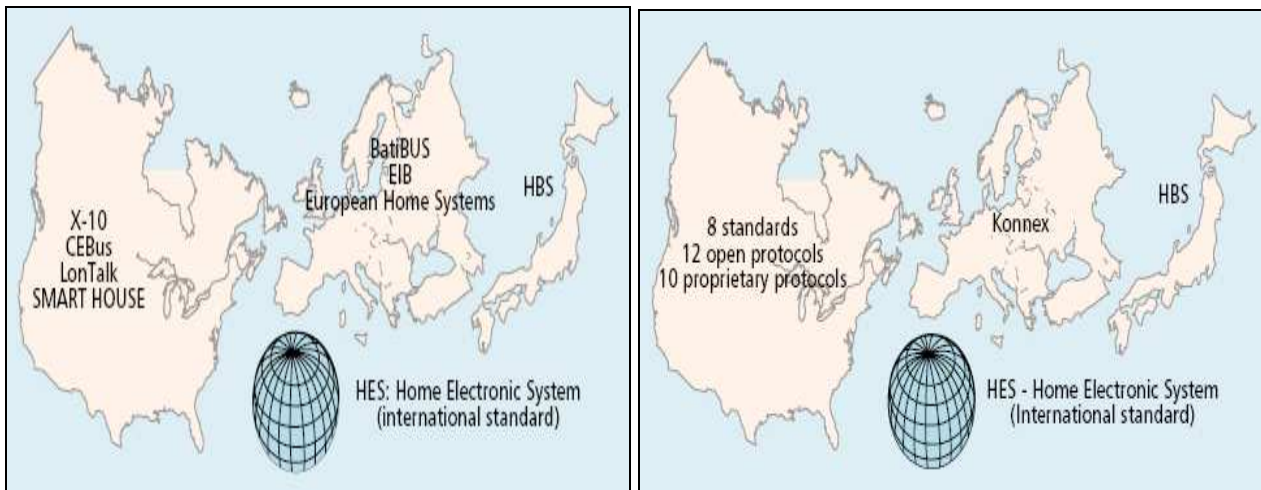 BatiBUS
EIB
European Home Systems
HBS
X-10
CEBus
LonTalk
SMART HOUSE
HES: Home Electronic System
(international standard)
HBS
Konnex
8 standards
12 open protocols
10 proprietary protocols
HES - Home Electronic System
(International standard)